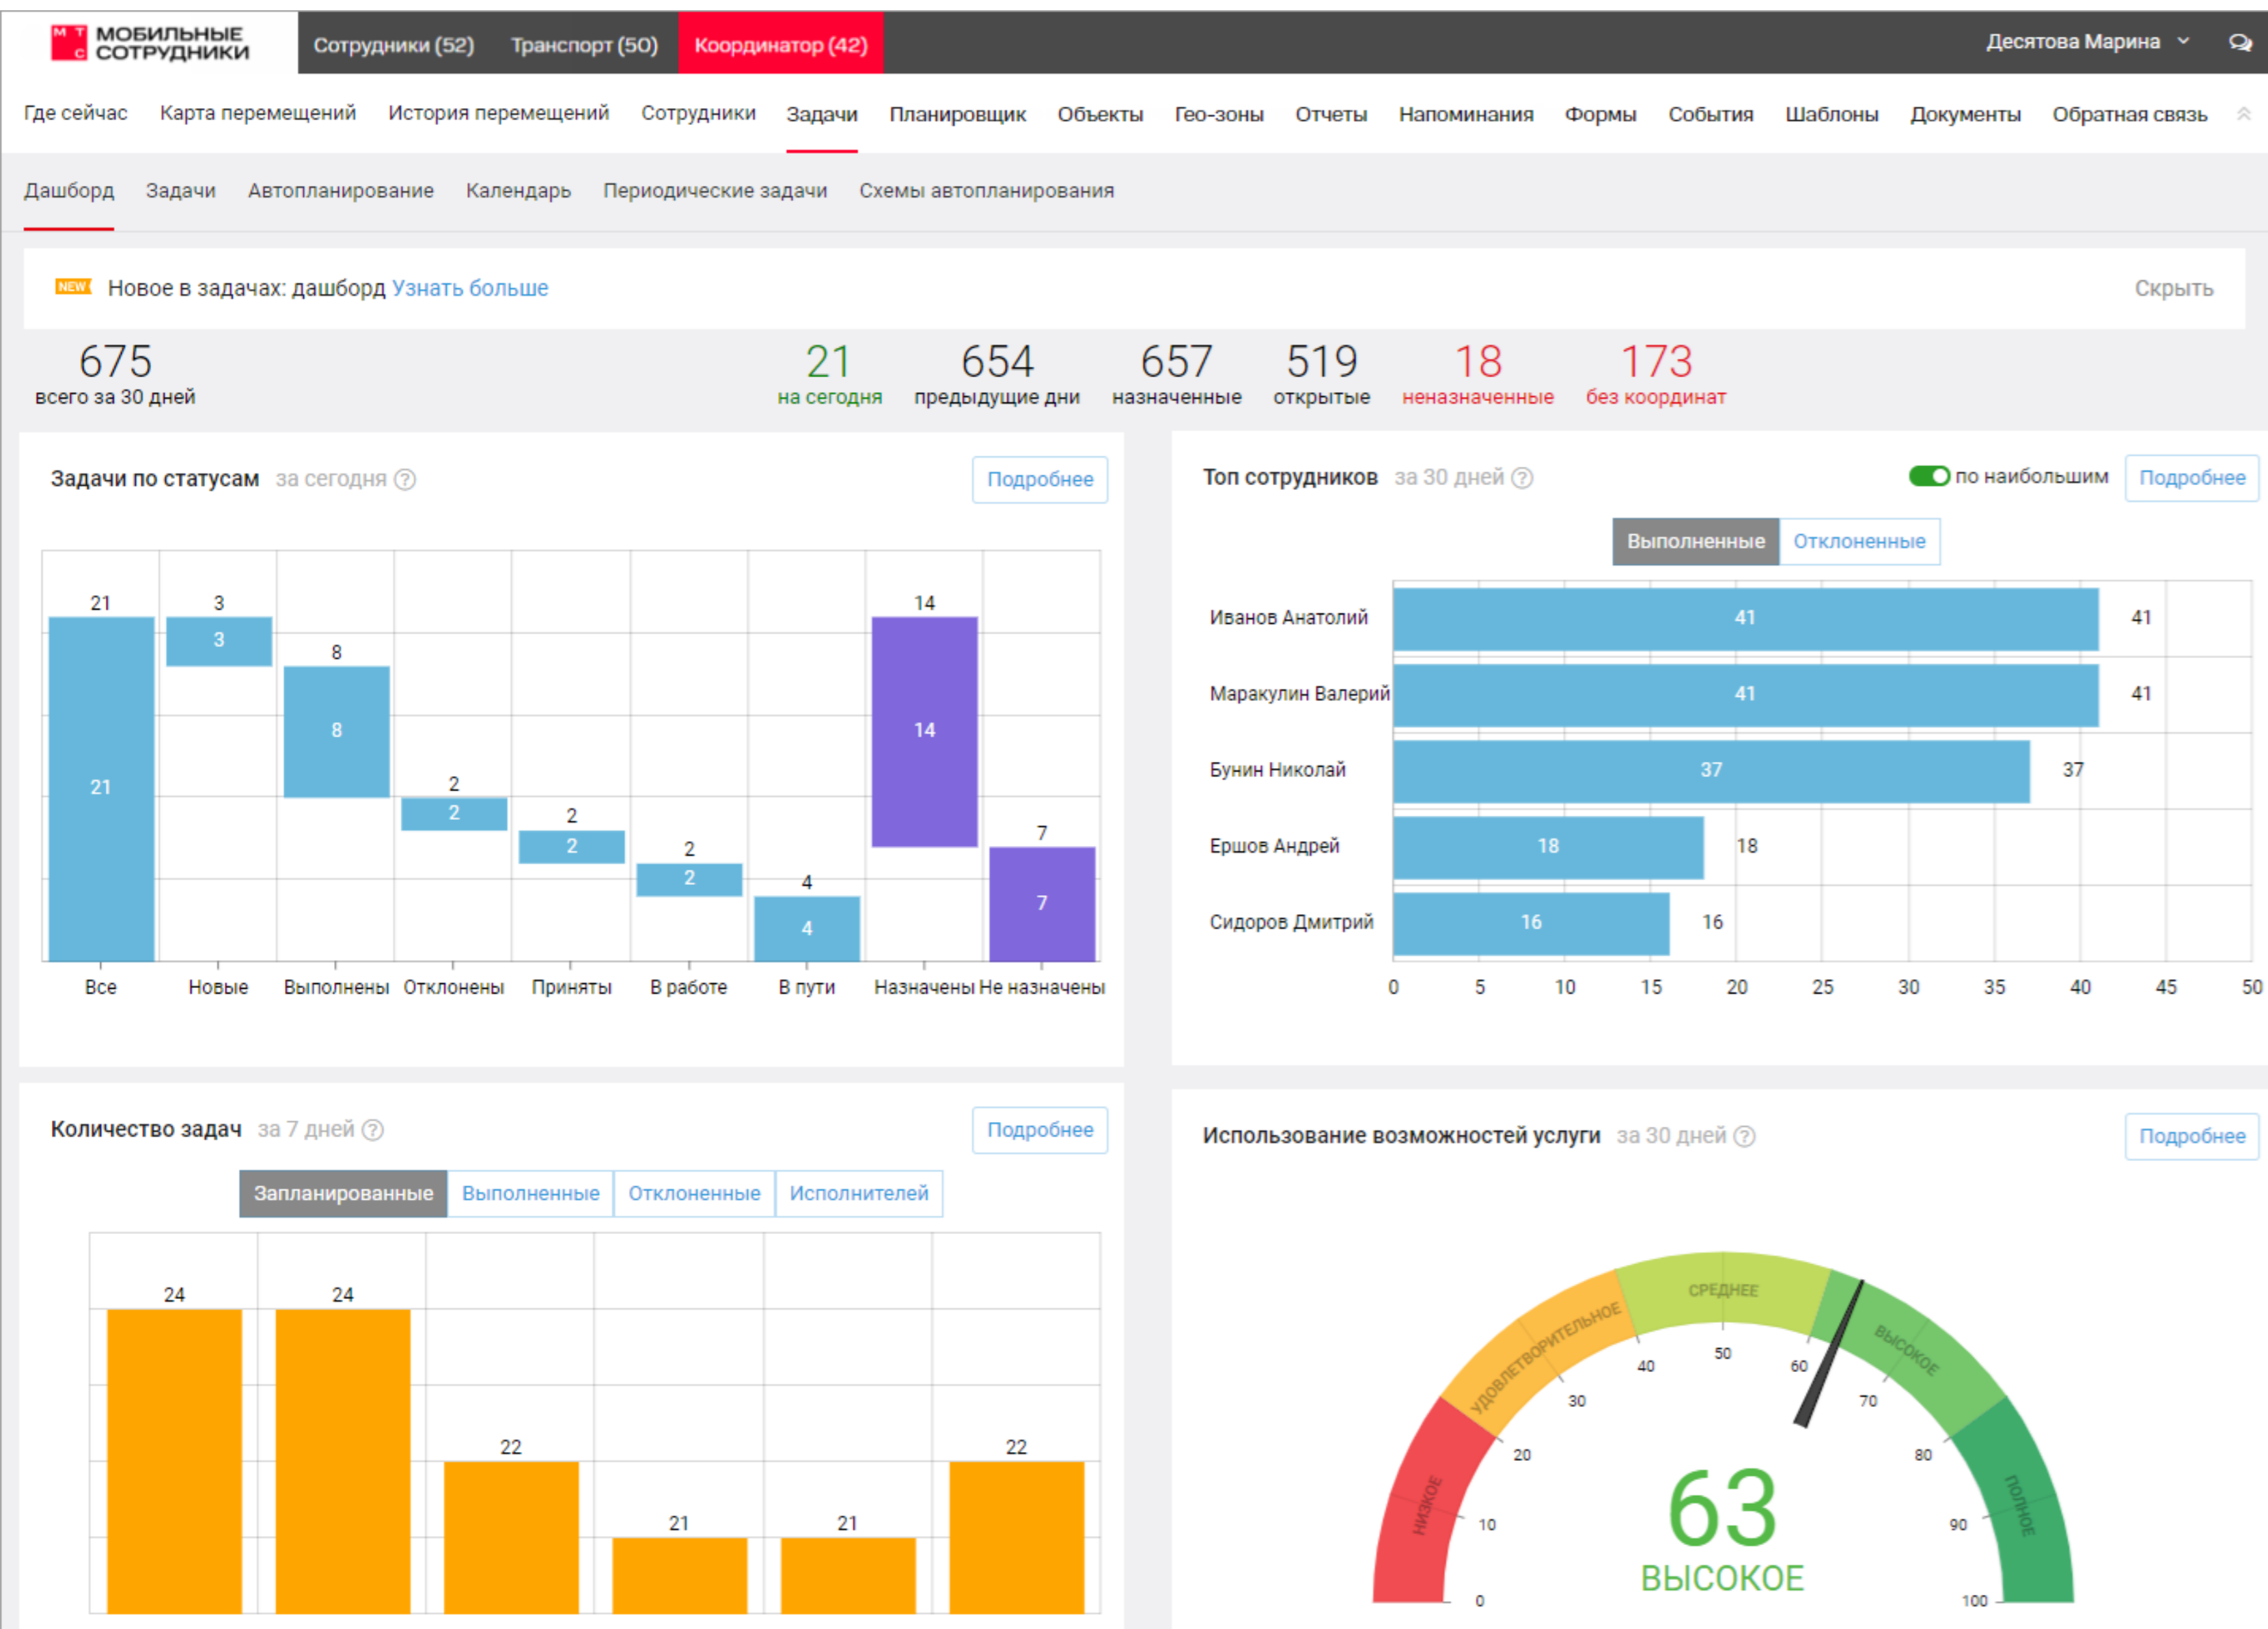 МТС МОБИЛЬНЫЕ СОТРУДНИКИ
Сотрудники (52) Транспорт (50) Координатор (42) Десятова Марина
Где сейчас Карта перемещений История перемещений Сотрудники Задачи Планировщик Объекты Гео-зоны Отчеты Напоминания Формы События Шаблоны Документы Обратная связь
Дашборд Задачи Автопланирование Календарь Периодические задачи Схемы автопланирования
NEW Новое в задачах: дашборд Узнать больше Скрыть
675 21 654 657 519 18 173
всего за 30 дней на сегодня предыдущие дни назначенные открытые неназначенные без координат
Задачи по статусам за сегодня ? Подробнее
21 3
3
8
8
21
2
2
2
2
2
2
4
4
14
14
7
7
Все Новые Выполнены Отклонены Приняты В работе В пути Назначены Не назначены
Топ сотрудников за 30 дней ? по наибольшим Подробнее
Выполненные Отклоненные
Иванов Анатолий 41 41
Маракулин Валерий 41 41
Бунин Николай 37 37
Ершов Андрей 18 18
Сидоров Дмитрий 16 16
0 5 10 15 20 25 30 35 40 45 50
Количество задач за 7 дней ? Подробнее
Запланированные Выполненные Отклоненные Исполнителей
24 24 22 21 21 22
Использование возможностей услуги за 30 дней ? Подробнее
НИЗКОЕ УДОВЛЕТВОРИТЕЛЬНОЕ СРЕДНЕЕ ВЫСОКОЕ ПОЛНОЕ
0 10 20 30 40 50 60 70 80 90 100
63
ВЫСОКОЕ